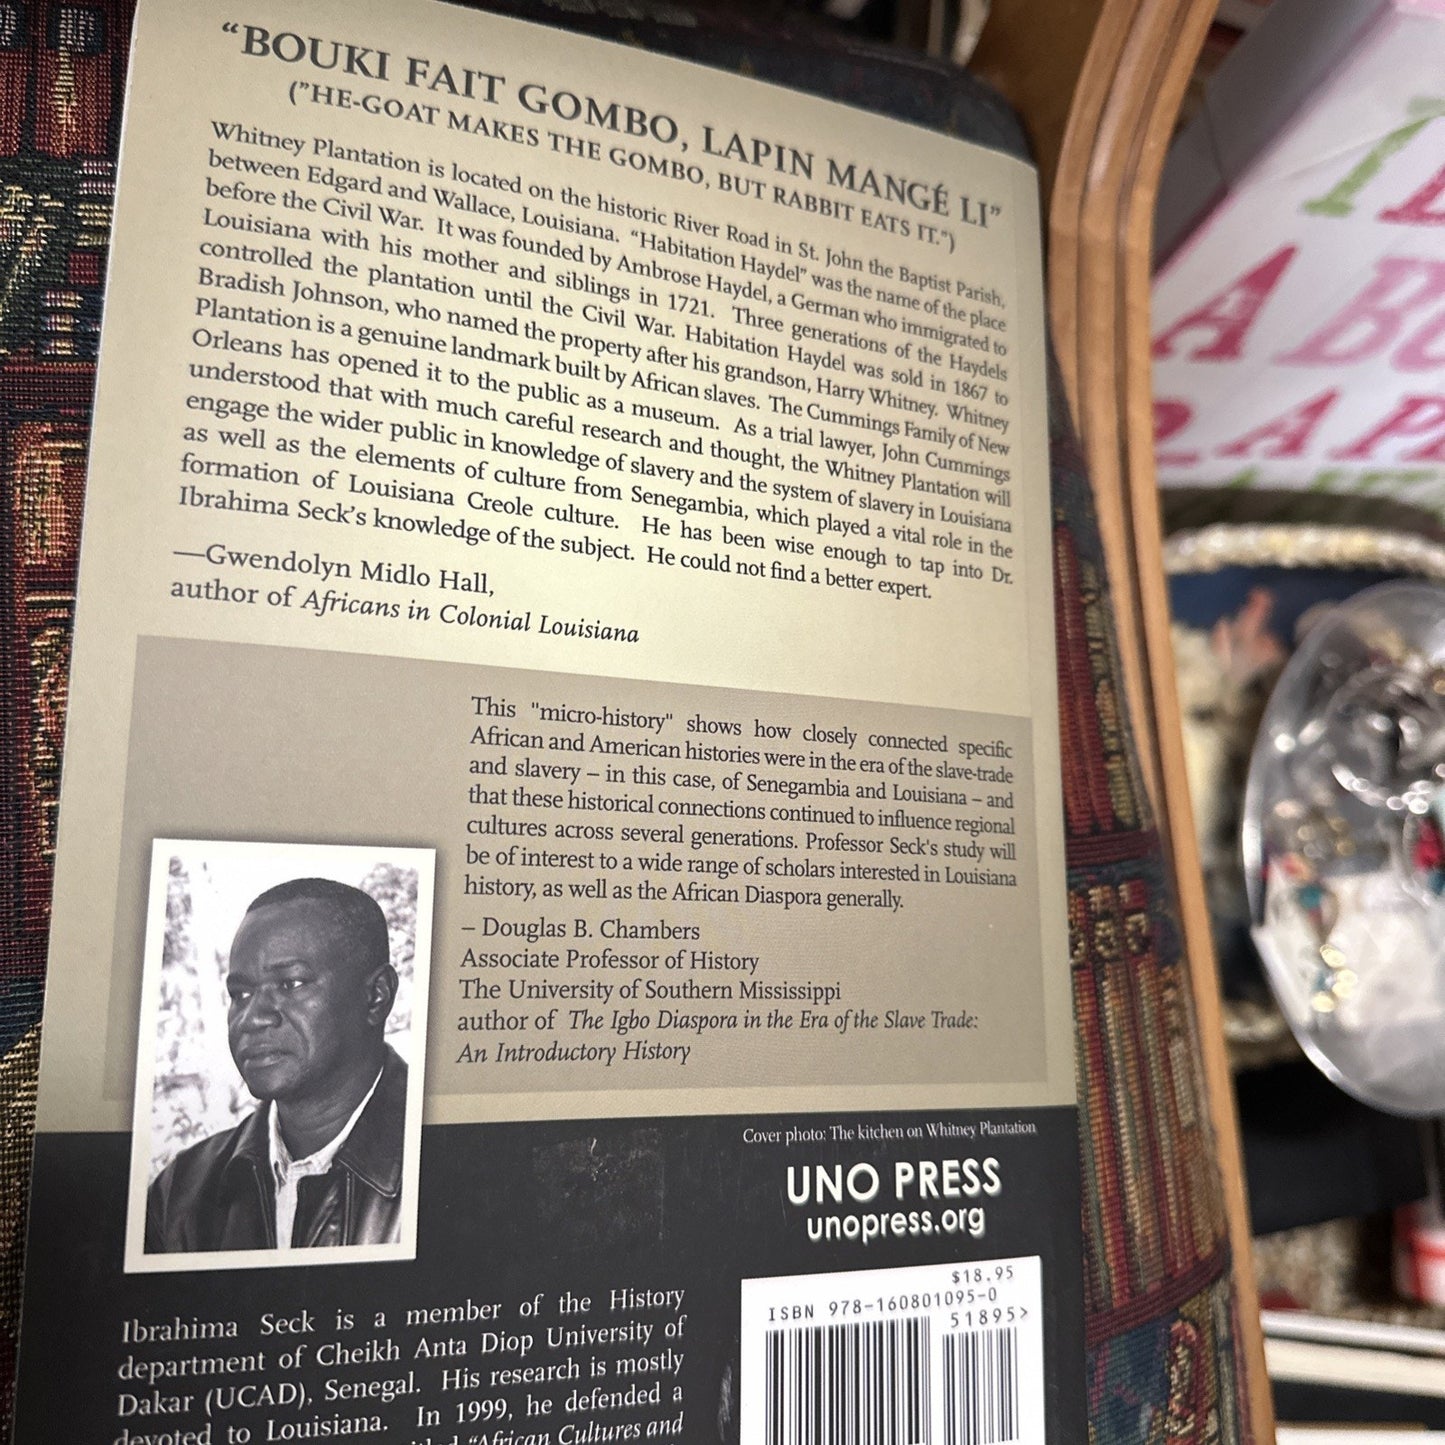 “BOUKI FAIT GOMBO, LAPIN MANGÉ LI”
(”HE-GOAT MAKES THE GOMBO, BUT RABBIT EATS IT.”)
Whitney Plantation is located on the historic River Road in St. John the Baptist Parish,
between Edgard and Wallace, Louisiana. “Habitation Haydel” was the name of the place
before the Civil War. It was founded by Ambrose Haydel, a German who immigrated to
Louisiana with his mother and siblings in 1721. Three generations of the Haydels
controlled the plantation until the Civil War. Habitation Haydel was sold in 1867 to
Bradish Johnson, who named the property after his grandson, Harry Whitney. Whitney
Plantation is a genuine landmark built by African slaves. The Cummings Family of New
Orleans has opened it to the public as a museum. As a trial lawyer, John Cummings
understood that with much careful research and thought, the Whitney Plantation will
engage the wider public in knowledge of slavery and the system of slavery in Louisiana
as well as the elements of culture from Senegambia, which played a vital role in the
formation of Louisiana Creole culture. He has been wise enough to tap into Dr.
Ibrahima Seck’s knowledge of the subject. He could not find a better expert.
—Gwendolyn Midlo Hall,
author of Africans in Colonial Louisiana
This "micro-history" shows how closely connected specific
African and American histories were in the era of the slave-trade
and slavery – in this case, of Senegambia and Louisiana – and
that these historical connections continued to influence regional
cultures across several generations. Professor Seck's study will
be of interest to a wide range of scholars interested in Louisiana
history, as well as the African Diaspora generally.
– Douglas B. Chambers
Associate Professor of History
The University of Southern Mississippi
author of The Igbo Diaspora in the Era of the Slave Trade:
An Introductory History
Cover photo: The kitchen on Whitney Plantation
UNO PRESS
unopress.org
$18.95
ISBN 978-160801095-0
51895>
Ibrahima Seck is a member of the History
department of Cheikh Anta Diop University of
Dakar (UCAD), Senegal. His research is mostly
devoted to Louisiana. In 1999, he defended a
“African Cultures and